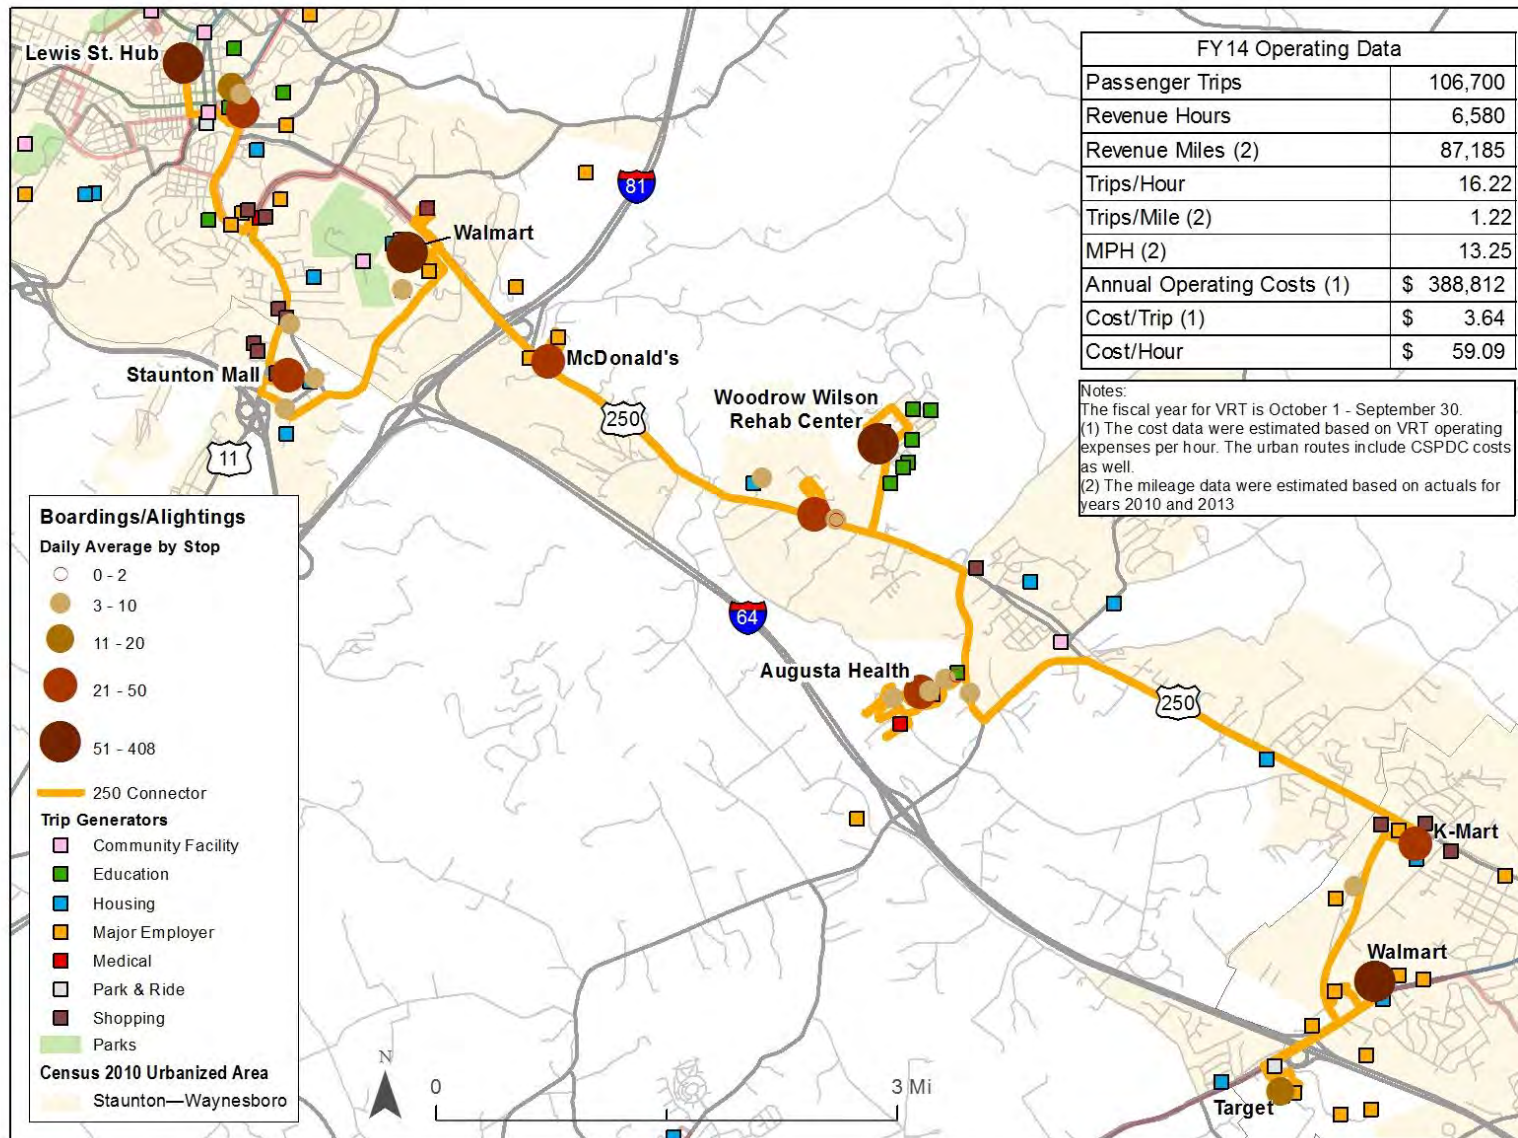 Lewis St. Hub
81
Walmart
Staunton Mall
McDonald's
250
11
Woodrow Wilson
Rehab Center
64
Augusta Health
250
K-Mart
Walmart
Target
FY14 Operating Data
Passenger Trips 106,700
Revenue Hours 6,580
Revenue Miles (2) 87,185
Trips/Hour 16.22
Trips/Mile (2) 1.22
MPH (2) 13.25
Annual Operating Costs (1) $ 388,812
Cost/Trip (1) $ 3.64
Cost/Hour $ 59.09
Notes:
The fiscal year for VRT is October 1 - September 30.
(1) The cost data were estimated based on VRT operating
expenses per hour. The urban routes include CSPDC costs
as well.
(2) The mileage data were estimated based on actuals for
years 2010 and 2013
Boardings/Alightings
Daily Average by Stop
0 - 2
3 - 10
11 - 20
21 - 50
51 - 408
250 Connector
Trip Generators
Community Facility
Education
Housing
Major Employer
Medical
Park & Ride
Shopping
Parks
Census 2010 Urbanized Area
Staunton—Waynesboro
N
0 3 Mi